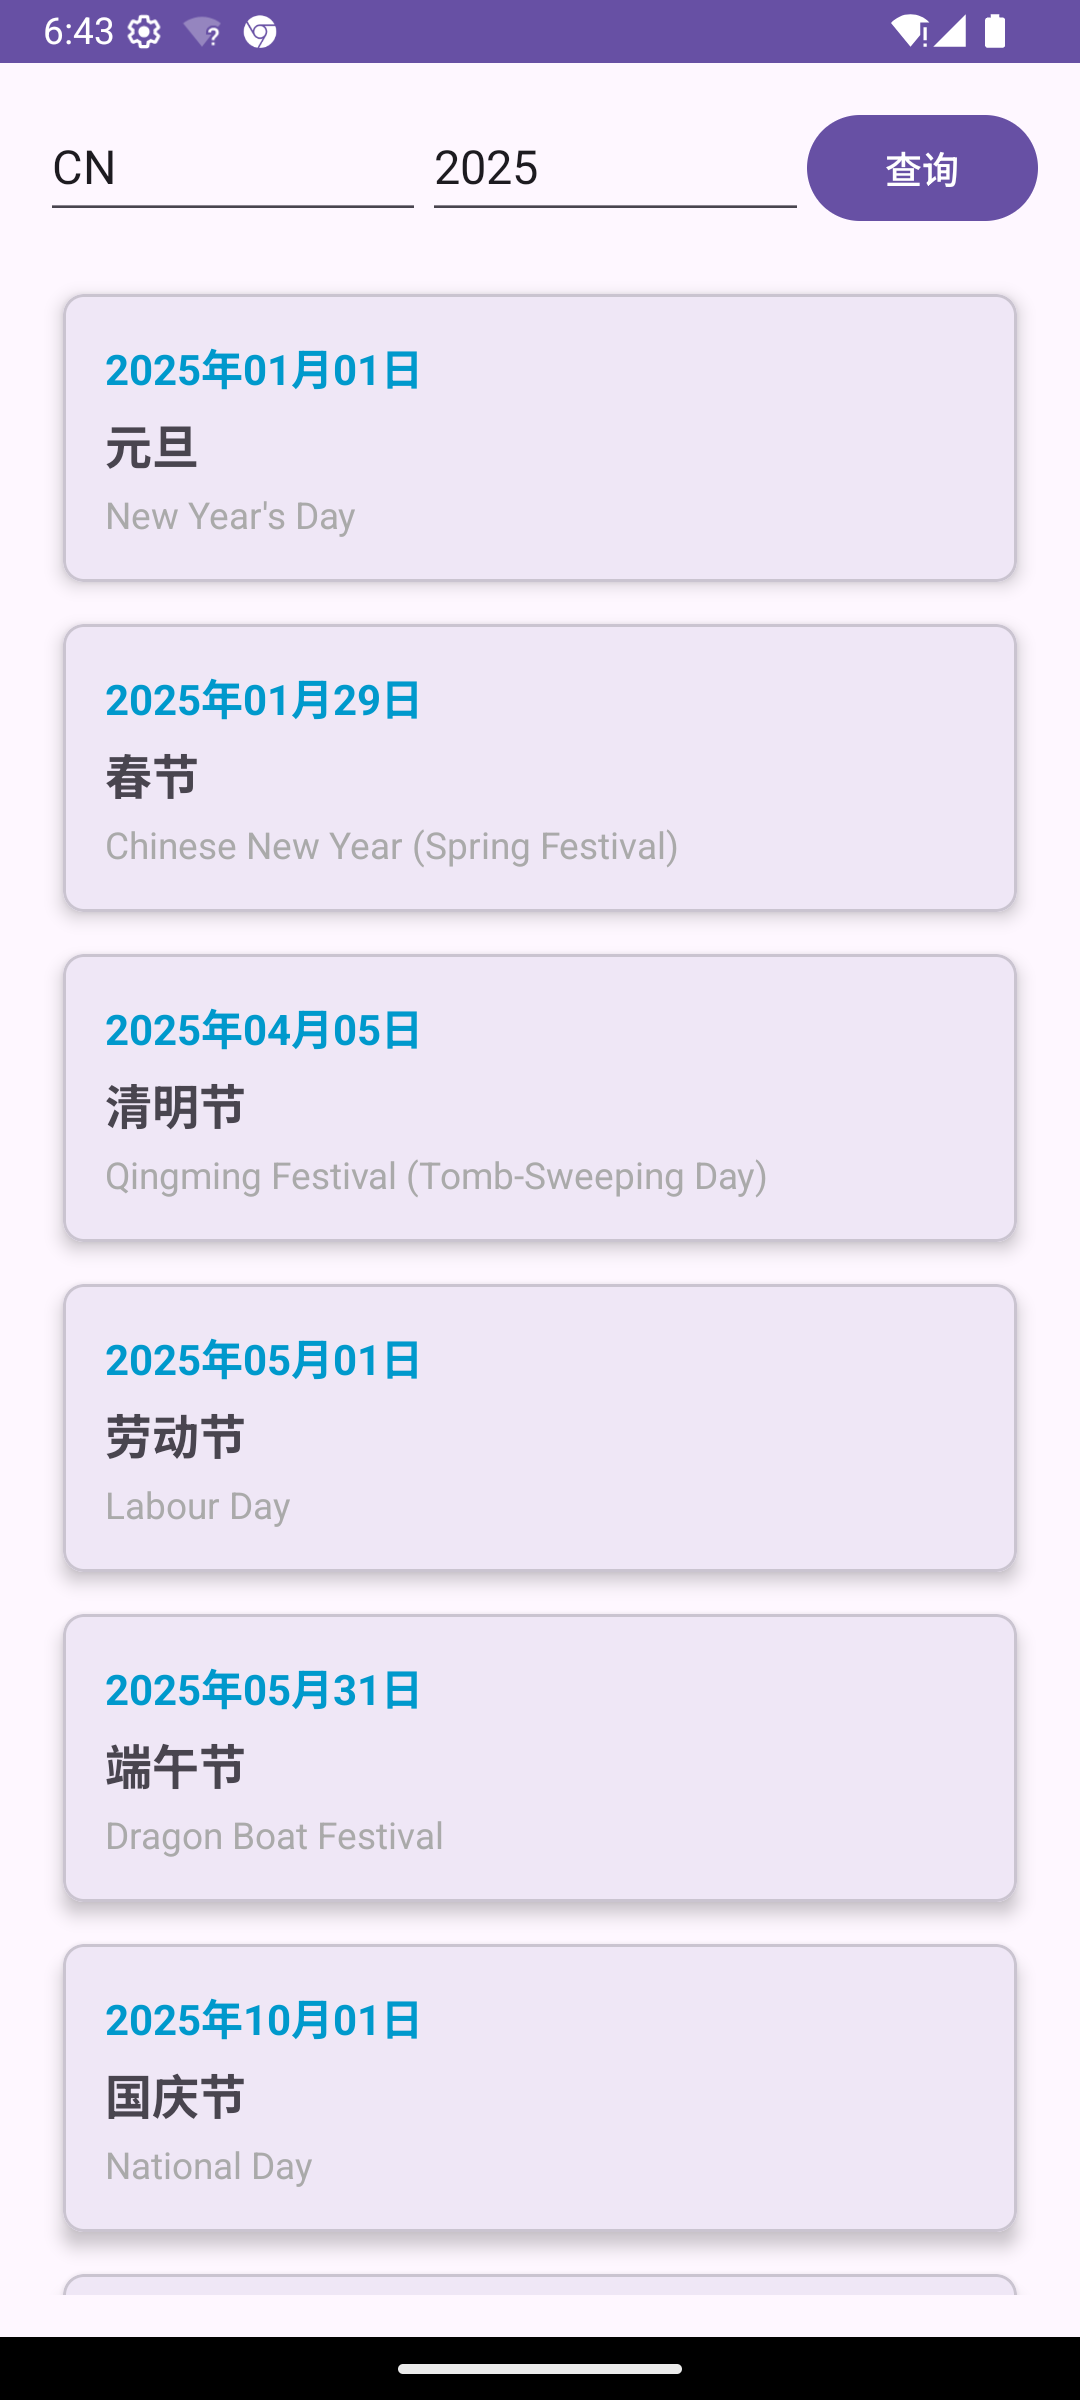 6:43
CN
2025
查询
2025年01月01日
元旦
New Year's Day
2025年01月29日
春节
Chinese New Year (Spring Festival)
2025年04月05日
清明节
Qingming Festival (Tomb-Sweeping Day)
2025年05月01日
劳动节
Labour Day
2025年05月31日
端午节
Dragon Boat Festival
2025年10月01日
国庆节
National Day